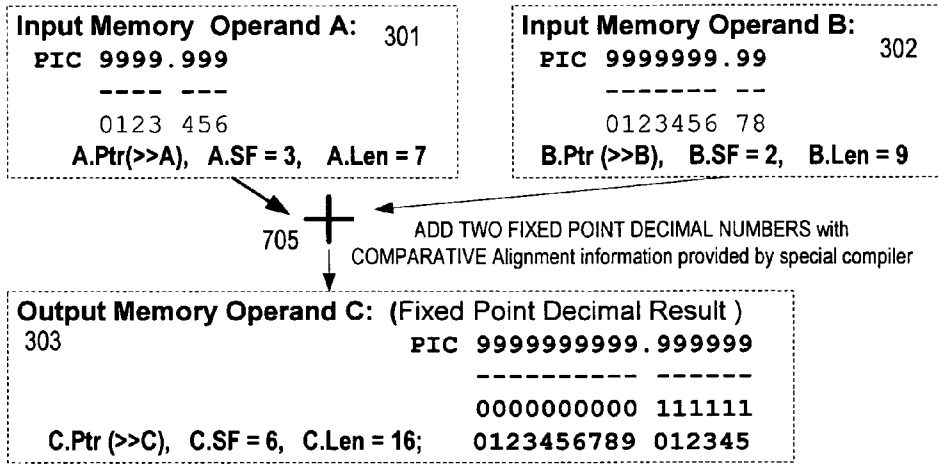 Input Memory Operand A: 301
PIC 9999.999
---- ---
0123 456
A.Ptr(>>A), A.SF = 3, A.Len = 7
Input Memory Operand B: 302
PIC 9999999.99
------- --
0123456 78
B.Ptr (>>B), B.SF = 2, B.Len = 9
+
705
ADD TWO FIXED POINT DECIMAL NUMBERS with
COMPARATIVE Alignment information provided by special compiler
Output Memory Operand C: (Fixed Point Decimal Result )
303
PIC 9999999999.999999
---------- ------
0000000000 111111
C.Ptr (>>C), C.SF = 6, C.Len = 16; 0123456789 012345